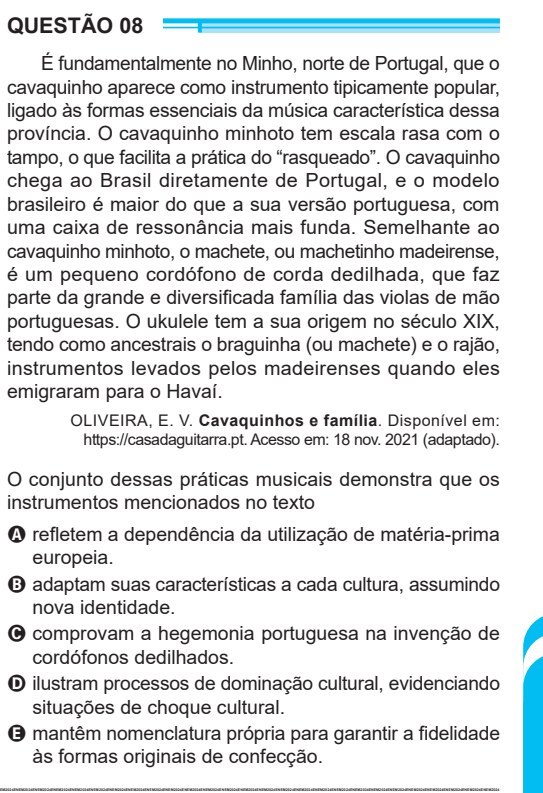 QUESTÃO 08
É fundamentalmente no Minho, norte de Portugal, que o
cavaquinho aparece como instrumento tipicamente popular,
ligado às formas essenciais da música característica dessa
província. O cavaquinho minhoto tem escala rasa com o
tampo, o que facilita a prática do “rasqueado”. O cavaquinho
chega ao Brasil diretamente de Portugal, e o modelo
brasileiro é maior do que a sua versão portuguesa, com
uma caixa de ressonância mais funda. Semelhante ao
cavaquinho minhoto, o machete, ou machetinho madeirense,
é um pequeno cordófono de corda dedilhada, que faz
parte da grande e diversificada família das violas de mão
portuguesas. O ukulele tem a sua origem no século XIX,
tendo como ancestrais o braguinha (ou machete) e o rajão,
instrumentos levados pelos madeirenses quando eles
emigraram para o Havaí.
OLIVEIRA, E. V. Cavaquinhos e família. Disponível em:
https://casadaguitarra.pt. Acesso em: 18 nov. 2021 (adaptado).
O conjunto dessas práticas musicais demonstra que os
instrumentos mencionados no texto
A refletem a dependência da utilização de matéria-prima
europeia.
B adaptam suas características a cada cultura, assumindo
nova identidade.
C comprovam a hegemonia portuguesa na invenção de
cordófonos dedilhados.
D ilustram processos de dominação cultural, evidenciando
situações de choque cultural.
E mantêm nomenclatura própria para garantir a fidelidade
às formas originais de confecção.